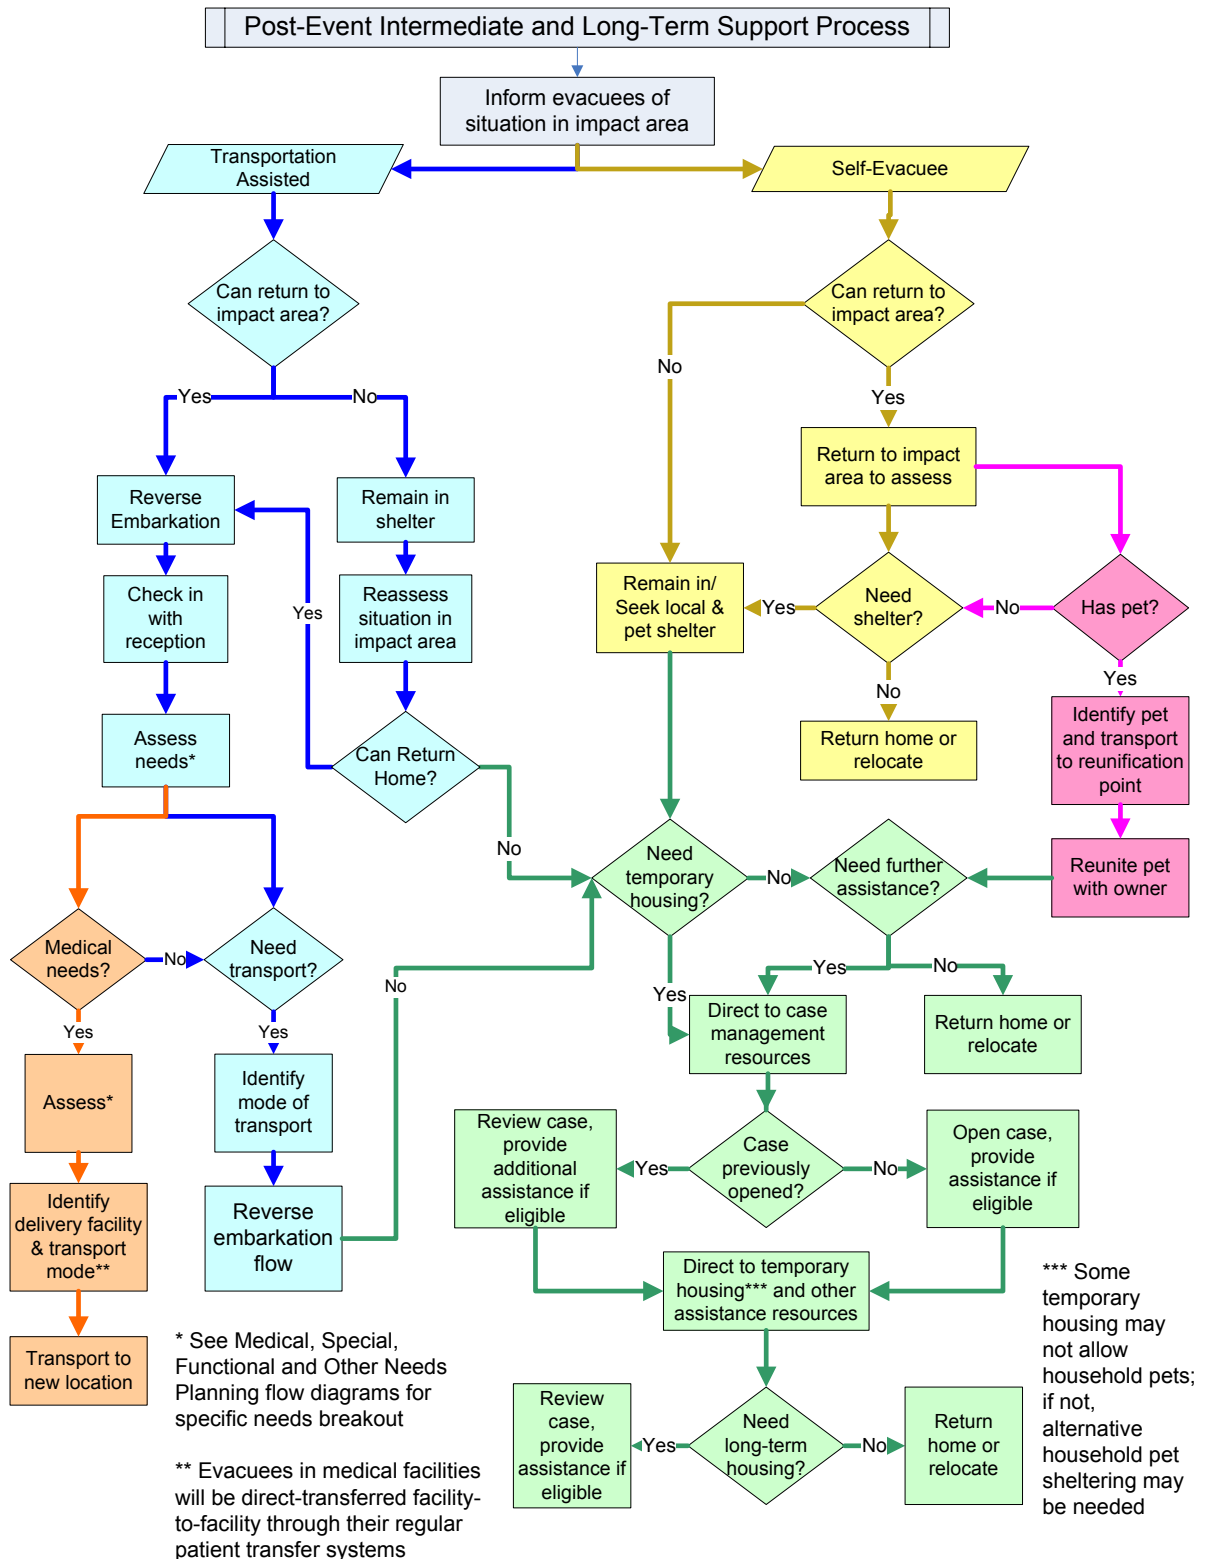 Post-Event Intermediate and Long-Term Support Process
Inform evacuees of
situation in impact area
Transportation
Assisted
Self-Evacuee
Can return to
impact area?
Can return to
impact area?
No
Yes
No
Yes
Return to impact
area to assess
Reverse
Embarkation
Remain in
shelter
Check in
with
reception
Yes
Reassess
situation in
impact area
Remain in/
Seek local &
pet shelter
Yes
Need
shelter?
No
Has pet?
Yes
No
Assess
needs*
Can Return
Home?
Return home or
relocate
Identify pet
and transport
to reunification
point
No
Need
temporary
housing?
No
Need further
assistance?
Reunite pet
with owner
Medical
needs?
No
Need
transport?
No
Yes
Yes
No
Yes
Yes
Direct to case
management
resources
Return home or
relocate
Assess*
Identify
mode of
transport
Review case,
provide
additional
assistance if
eligible
Yes
Case
previously
opened?
No
Open case,
provide
assistance if
eligible
Identify
delivery facility
& transport
mode**
Reverse
embarkation
flow
Direct to temporary
housing*** and other
assistance resources
*** Some
temporary
housing may
not allow
household pets;
if not,
alternative
household pet
sheltering may
be needed
Transport to
new location
* See Medical, Special,
Functional and Other Needs
Planning flow diagrams for
specific needs breakout
Review
case,
provide
assistance if
eligible
Yes
Need
long-term
housing?
No
Return
home or
relocate
** Evacuees in medical facilities
will be direct-transferred facility-
to-facility through their regular
patient transfer systems